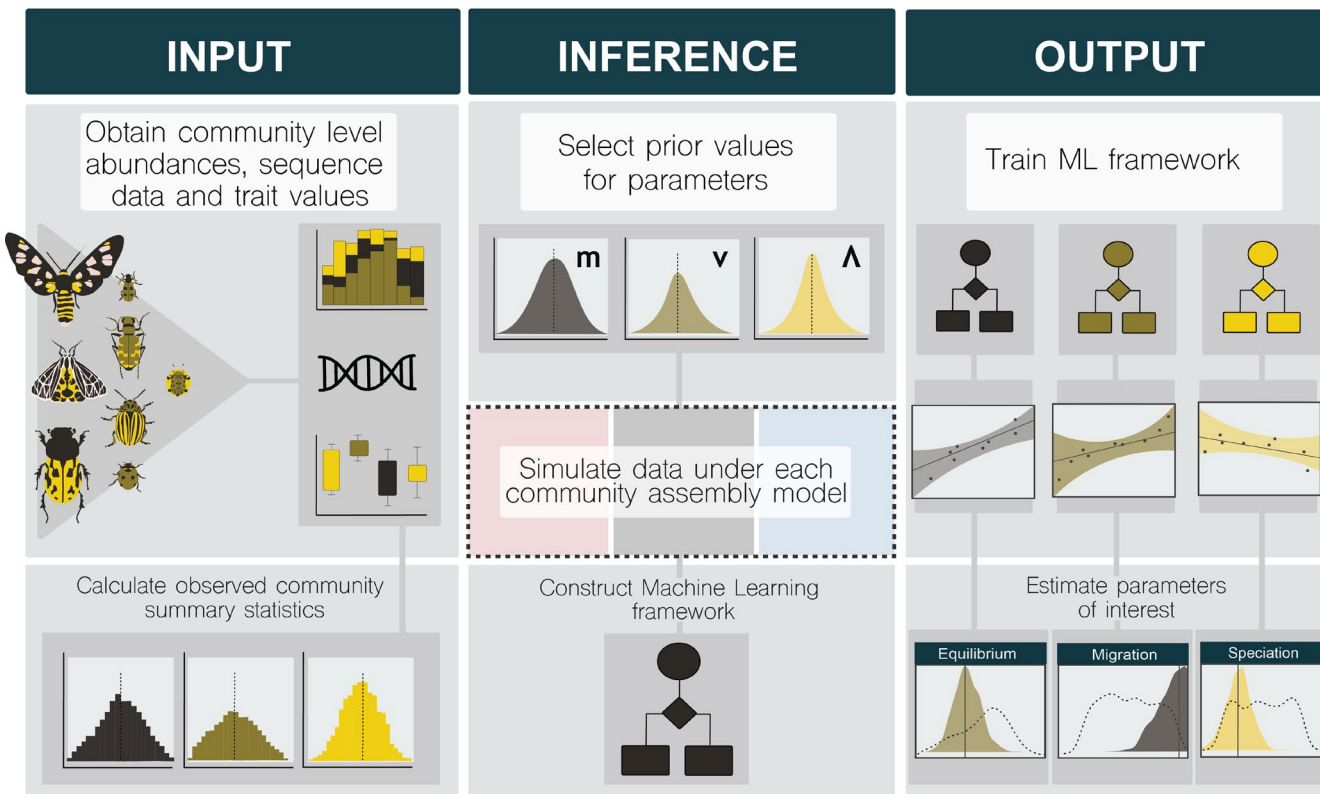 INPUT
Obtain community level
abundances, sequence
data and trait values
Calculate observed community
summary statistics
INFERENCE
Select prior values
for parameters
m
v
Λ
Simulate data under each
community assembly model
Construct Machine Learning
framework
OUTPUT
Train ML framework
Estimate parameters
of interest
Equilibrium
Migration
Speciation